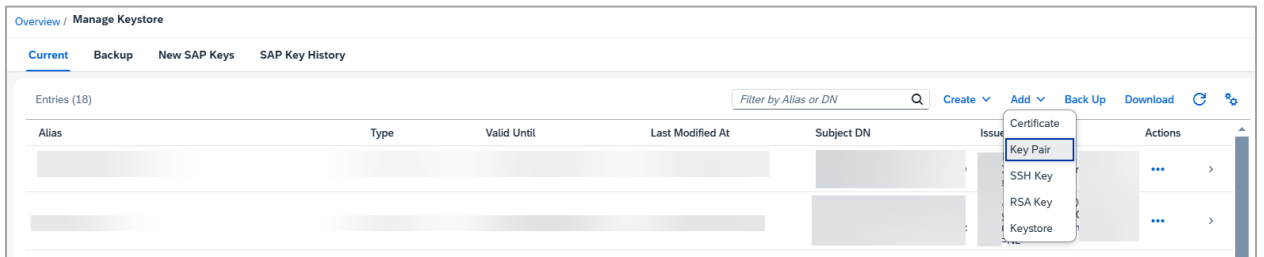 Overview / Manage Keystore
Current Backup New SAP Keys SAP Key History
Entries (18) Filter by Alias or DN Create Add Back Up Download
Alias Type Valid Until Last Modified At Subject DN Actions
Certificate
Key Pair
SSH Key
RSA Key
Keystore